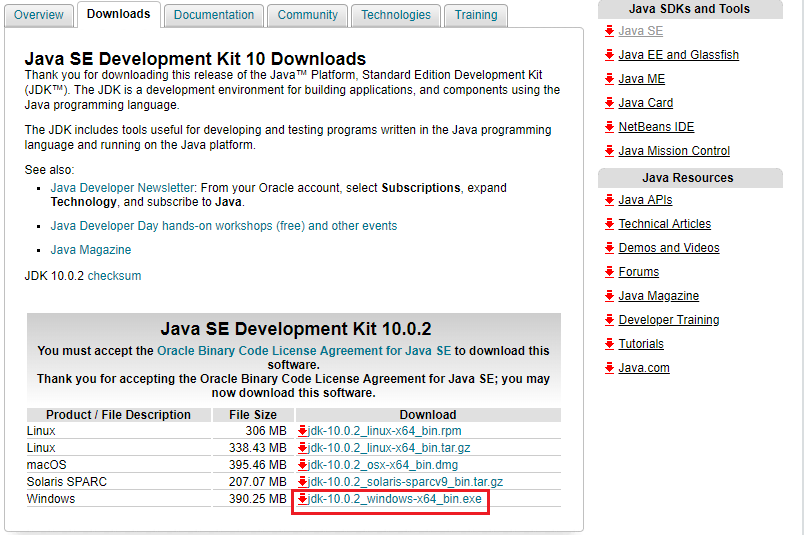 Overview
Downloads
Documentation
Community
Technologies
Training
Java SE Development Kit 10 Downloads
Thank you for downloading this release of the Java™ Platform, Standard Edition Development Kit
(JDK™). The JDK is a development environment for building applications, and components using the
Java programming language.
The JDK includes tools useful for developing and testing programs written in the Java programming
language and running on the Java platform.
See also:
Java Developer Newsletter: From your Oracle account, select Subscriptions, expand
Technology, and subscribe to Java.
Java Developer Day hands-on workshops (free) and other events
Java Magazine
JDK 10.0.2 checksum
Java SE Development Kit 10.0.2
You must accept the Oracle Binary Code License Agreement for Java SE to download this
software.
Thank you for accepting the Oracle Binary Code License Agreement for Java SE; you may
now download this software.
Product / File Description File Size Download
Linux 306 MB jdk-10.0.2_linux-x64_bin.rpm
Linux 338.43 MB jdk-10.0.2_linux-x64_bin.tar.gz
macOS 395.46 MB jdk-10.0.2_osx-x64_bin.dmg
Solaris SPARC 207.07 MB jdk-10.0.2_solaris-sparcv9_bin.tar.gz
Windows 390.25 MB jdk-10.0.2_windows-x64_bin.exe
Java SDKs and Tools
Java SE
Java EE and Glassfish
Java ME
Java Card
NetBeans IDE
Java Mission Control
Java Resources
Java APIs
Technical Articles
Demos and Videos
Forums
Java Magazine
Developer Training
Tutorials
Java.com